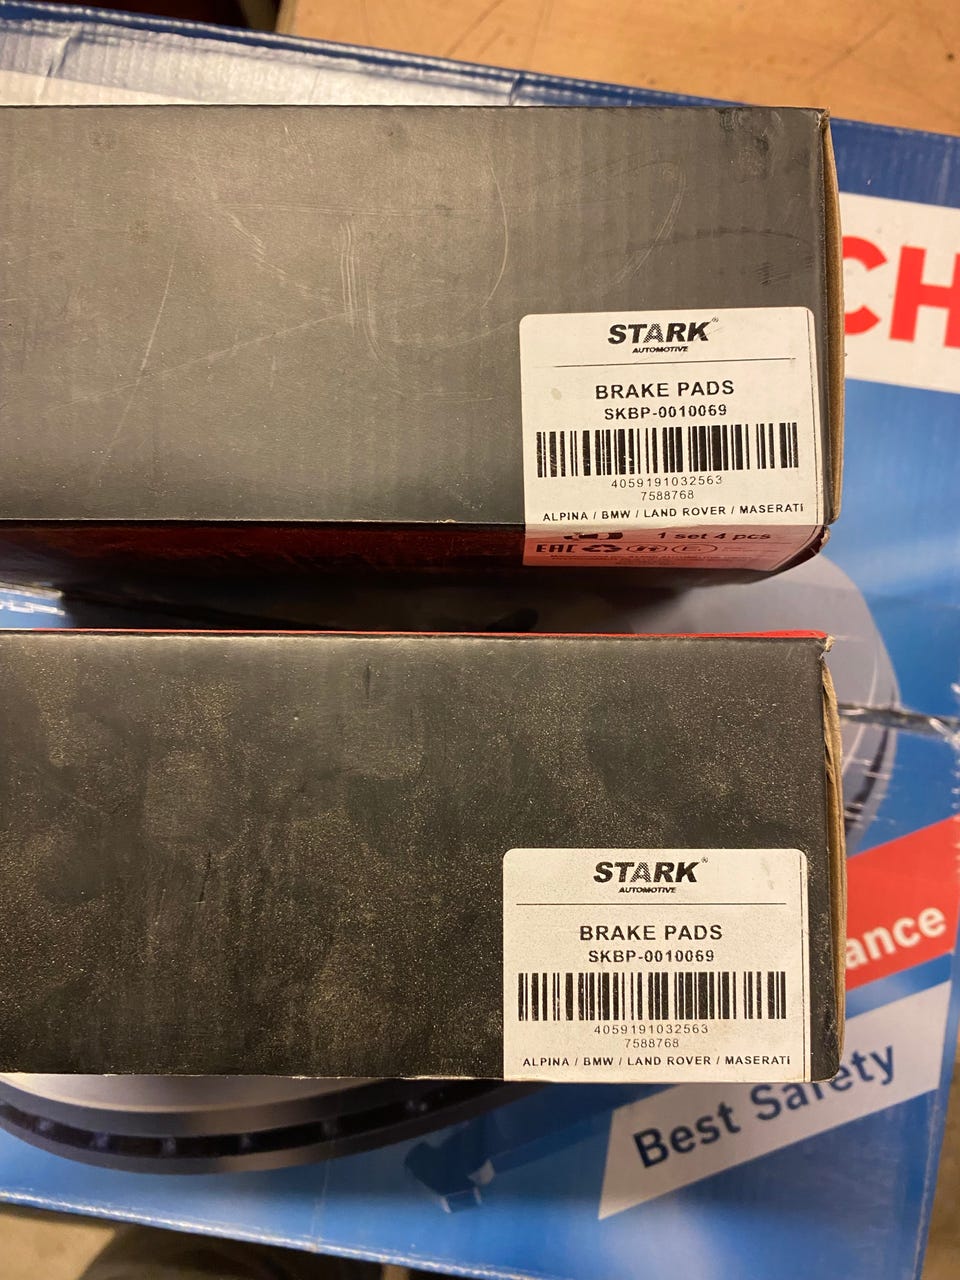 CH
STARK®
AUTOMOTIVE
BRAKE PADS
SKBP-0010069
4059191032563
7588768
ALPINA / BMW / LAND ROVER / MASERATI
1 set 4 pcs
EAC
STARK®
AUTOMOTIVE
BRAKE PADS
SKBP-0010069
4059191032563
7588768
ALPINA / BMW / LAND ROVER / MASERATI
ance
Best Safety